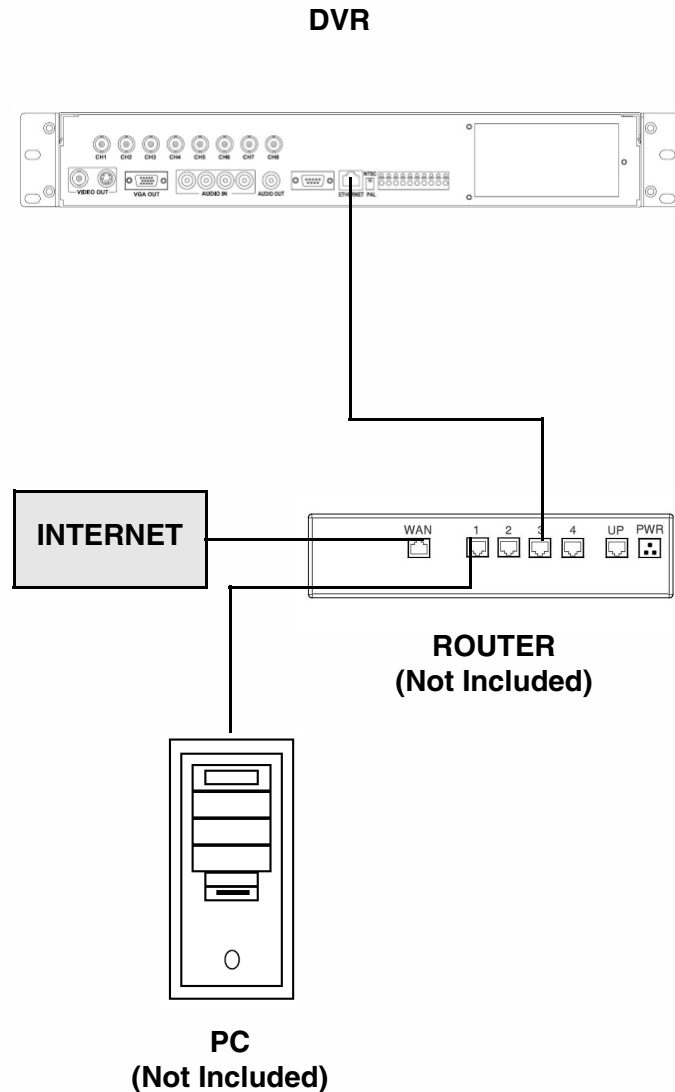 DVR
CH1 CH2 CH3 CH4 CH5 CH6 CH7 CH8
NTSC
VIDEO OUT VGA OUT AUDIO IN AUDIO OUT ETHERNET PAL
INTERNET
WAN 1 2 3 4 UP PWR
ROUTER
(Not Included)
PC
(Not Included)